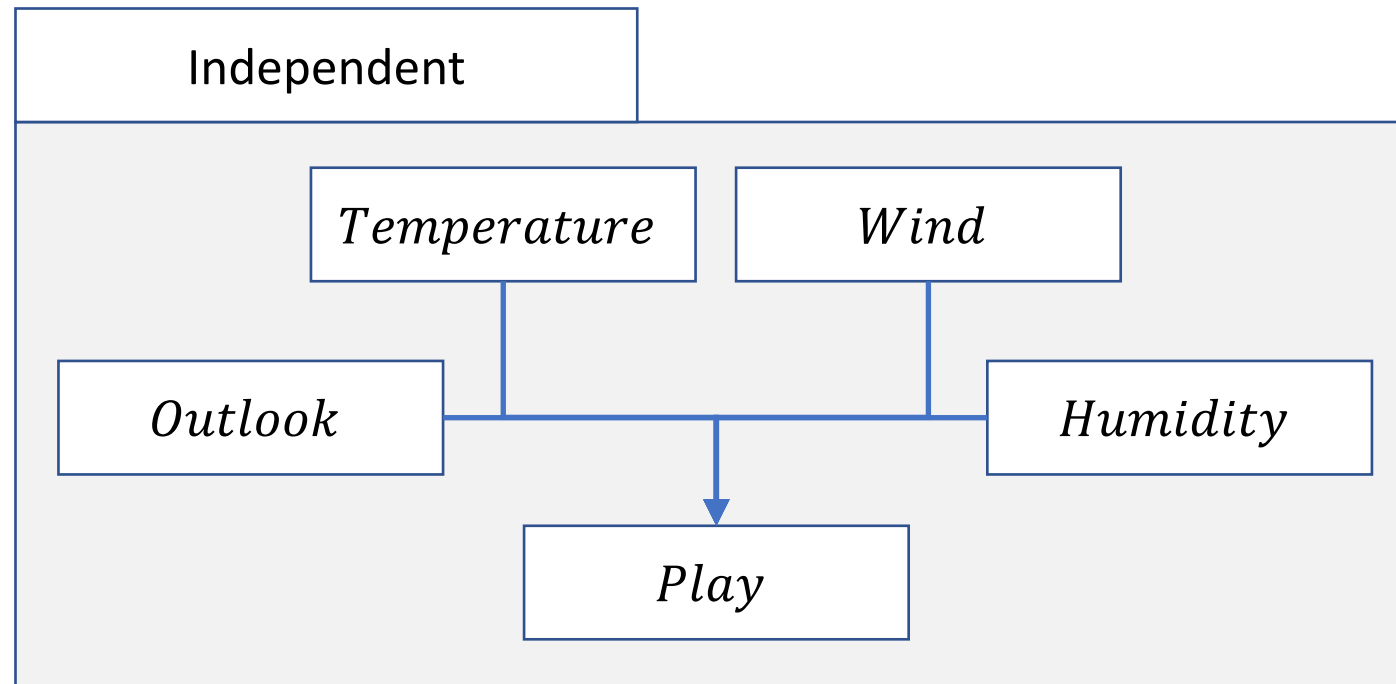 Independent
Temperature
Wind
Outlook
Humidity
Play